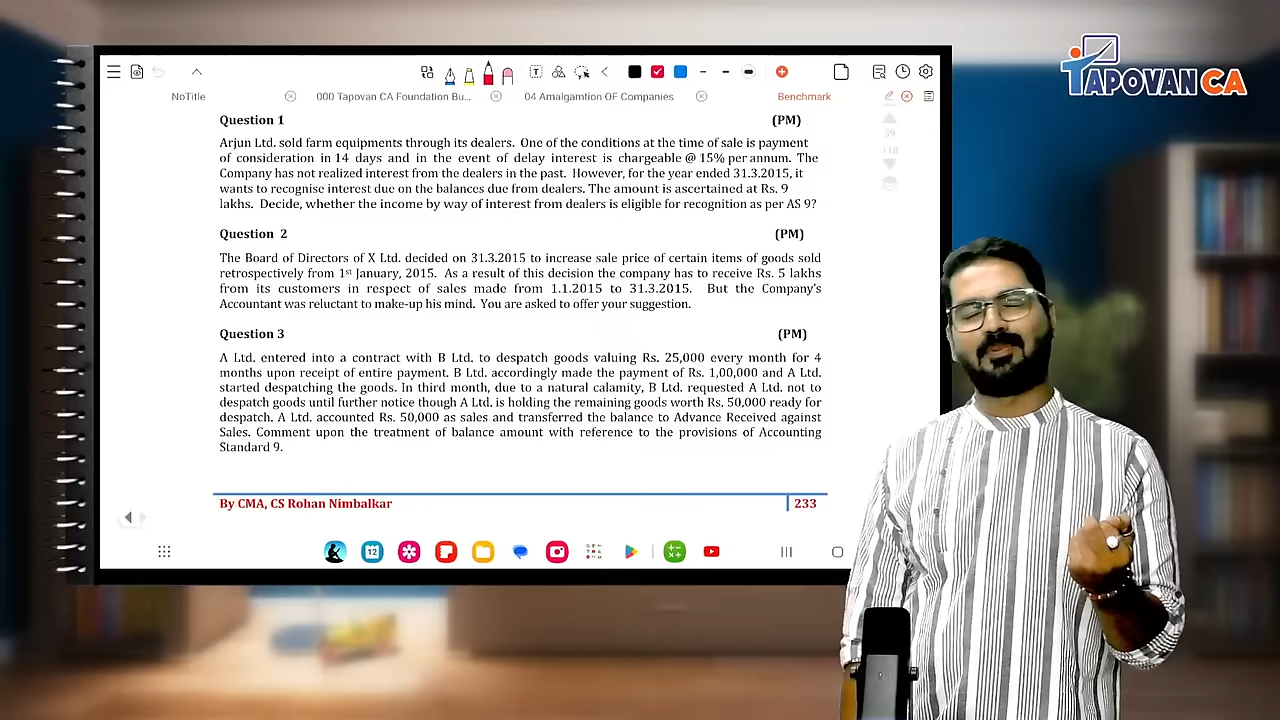 TAPOVAN CA
NoTitle
000 Tapovan CA Foundation Bu...
04 Amalgamtion OF Companies
Benchmark
39
118
Question 1 (PM)
Arjun Ltd. sold farm equipments through its dealers. One of the conditions at the time of sale is payment
of consideration in 14 days and in the event of delay interest is chargeable @ 15% per annum. The
Company has not realized interest from the dealers in the past. However, for the year ended 31.3.2015, it
wants to recognise interest due on the balances due from dealers. The amount is ascertained at Rs. 9
lakhs. Decide, whether the income by way of interest from dealers is eligible for recognition as per AS 9?
Question 2 (PM)
The Board of Directors of X Ltd. decided on 31.3.2015 to increase sale price of certain items of goods sold
retrospectively from 1st January, 2015. As a result of this decision the company has to receive Rs. 5 lakhs
from its customers in respect of sales made from 1.1.2015 to 31.3.2015. But the Company's
Accountant was reluctant to make-up his mind. You are asked to offer your suggestion.
Question 3 (PM)
A Ltd. entered into a contract with B Ltd. to despatch goods valuing Rs. 25,000 every month for 4
months upon receipt of entire payment. B Ltd. accordingly made the payment of Rs. 1,00,000 and A Ltd.
started despatching the goods. In third month, due to a natural calamity, B Ltd. requested A Ltd. not to
despatch goods until further notice though A Ltd. is holding the remaining goods worth Rs. 50,000 ready for
despatch. A Ltd. accounted Rs. 50,000 as sales and transferred the balance to Advance Received against
Sales. Comment upon the treatment of balance amount with reference to the provisions of Accounting
Standard 9.
By CMA, CS Rohan Nimbalkar 233
12